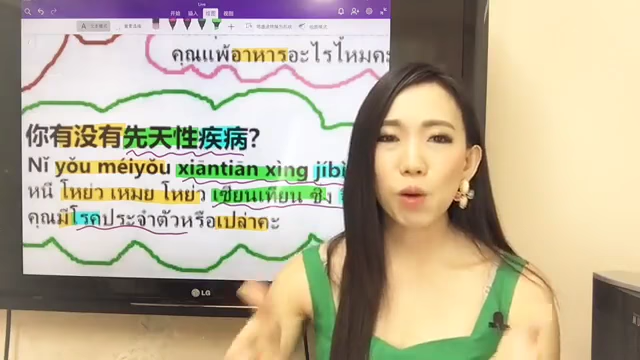 คุณแพ้อาหารอะไรไหมคะ
你有没有先天性疾病?
Nǐ yǒu méiyǒu xiāntiān xìng jíbì
หนี โหย่ว เหมย โหย่ว เซียนเทียน ซิ่ง
คุณมีโรคประจำตัวหรือเปล่าคะ
LG